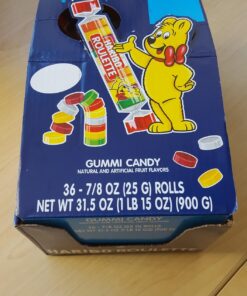 HARIBO
ROULETTE
GUMMI CANDY
NATURAL AND ARTIFICIAL FRUIT FLAVORS
36 - 7/8 OZ (25 G) ROLLS
NET WT 31.5 OZ (1 LB 15 OZ) (900 G)
GUMMI CANDY
36 - 7/8 OZ (25 G) ROLLS
HARIBO ROULETTE